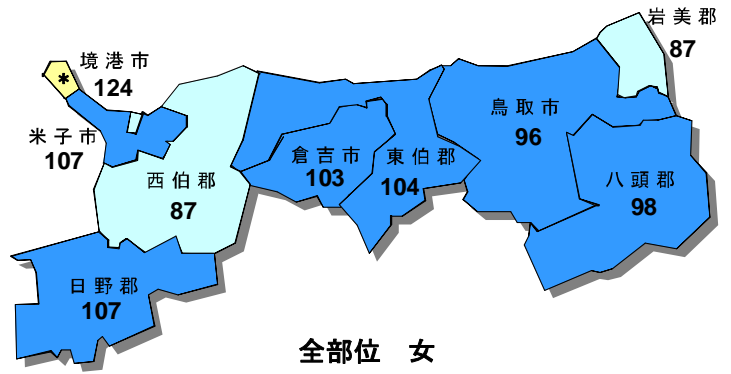 岩美郡
87
境港市
*
124
鳥取市
96
米子市
107
倉吉市
103
東伯郡
104
八頭郡
98
西伯郡
87
日野郡
107
全部位 女